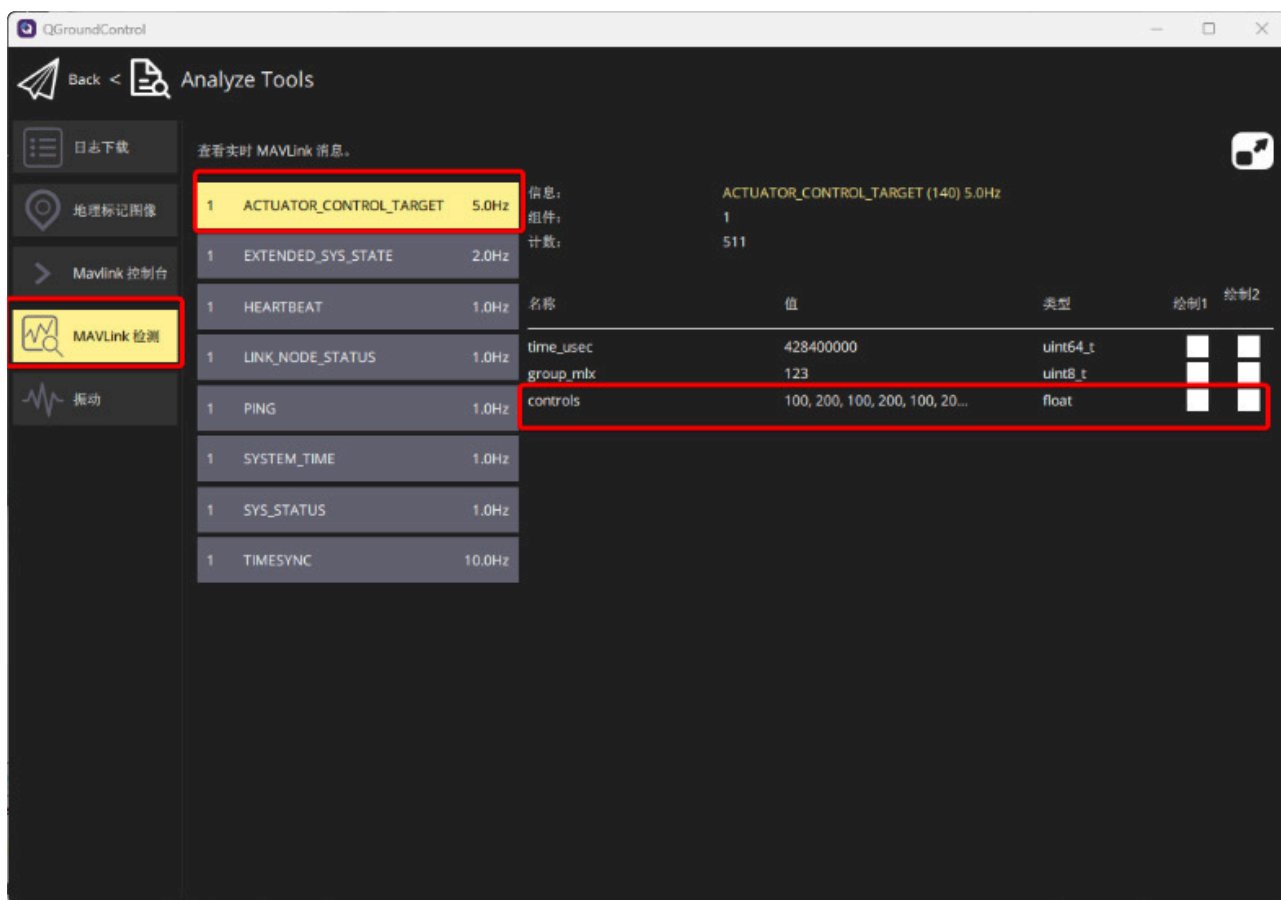 QGroundControl
Back < Analyze Tools
日志下载
地理标记图像
Mavlink 控制台
MAVLink 检测
振动
查看实时 MAVLink 消息。
1 ACTUATOR_CONTROL_TARGET 5.0Hz
1 EXTENDED_SYS_STATE 2.0Hz
1 HEARTBEAT 1.0Hz
1 LINK_NODE_STATUS 1.0Hz
1 PING 1.0Hz
1 SYSTEM_TIME 1.0Hz
1 SYS_STATUS 1.0Hz
1 TIMESYNC 10.0Hz
信息: ACTUATOR_CONTROL_TARGET (140) 5.0Hz
组件: 1
计数: 511
名称 值 类型 绘制1 绘制2
time_usec 428400000 uint64_t
group_mlx 123 uint8_t
controls 100, 200, 100, 200, 100, 20... float